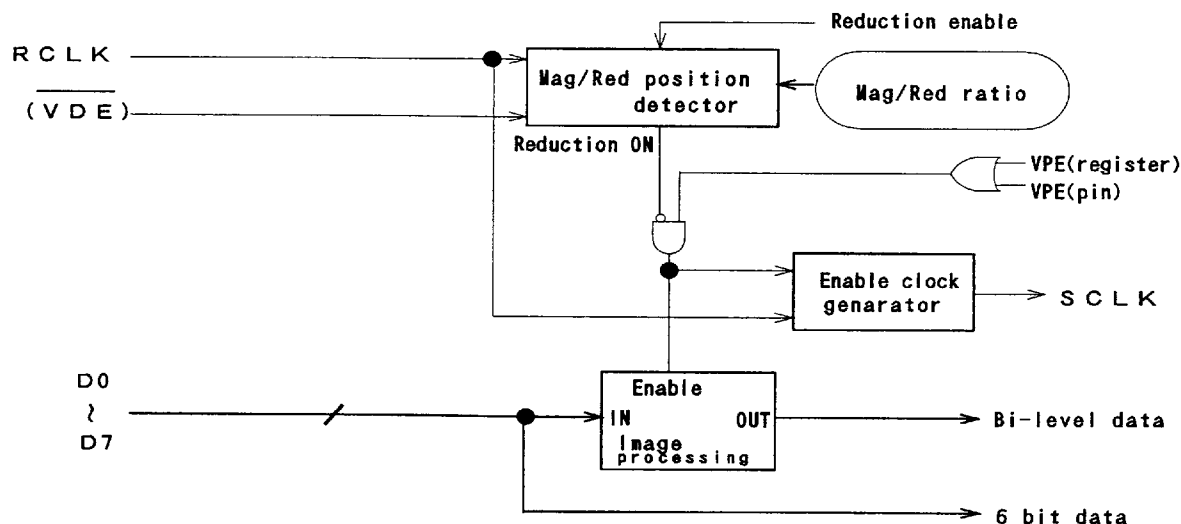 Reduction enable
RCLK
Mag/Red position
detector
Mag/Red ratio
(VDE)
Reduction ON
VPE(register)
VPE(pin)
Enable clock
genarator
SCLK
D0
~
D7
Enable
IN
OUT
Image
processing
Bi-level data
6 bit data